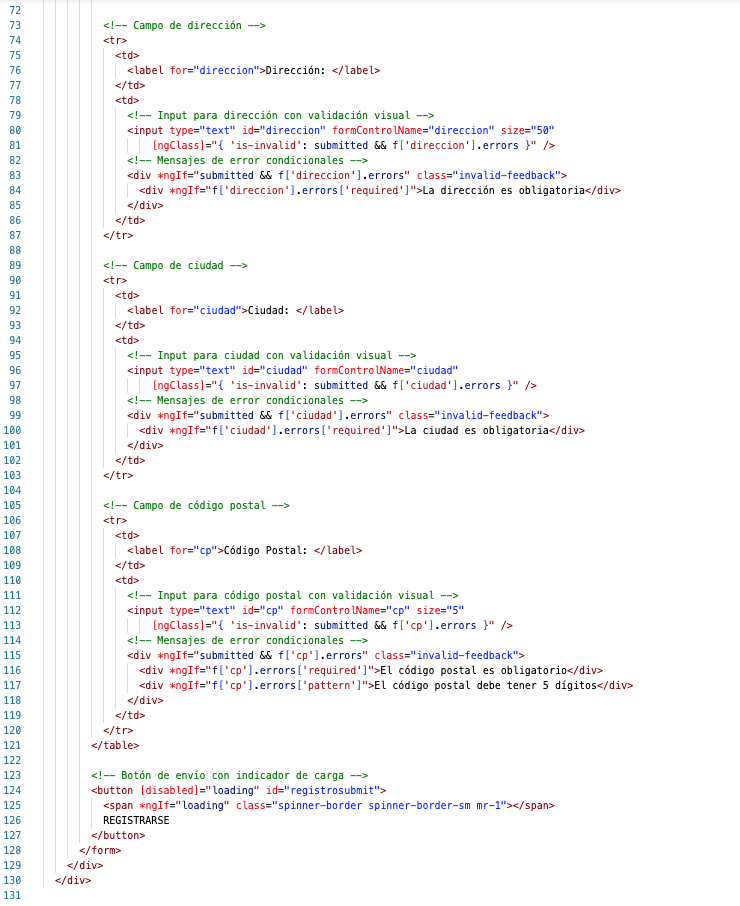 72
73 <!-- Campo de dirección -->
74 <tr>
75 <td>
76 <label for="direccion">Dirección: </label>
77 </td>
78 <td>
79 <!-- Input para dirección con validación visual -->
80 <input type="text" id="direccion" formControlName="direccion" size="50"
81 [ngClass]="{ 'is-invalid': submitted && f['direccion'].errors }" />
82 <!-- Mensajes de error condicionales -->
83 <div *ngIf="submitted && f['direccion'].errors" class="invalid-feedback">
84 <div *ngIf="f['direccion'].errors['required']">La dirección es obligatoria</div>
85 </div>
86 </td>
87 </tr>
88
89 <!-- Campo de ciudad -->
90 <tr>
91 <td>
92 <label for="ciudad">Ciudad: </label>
93 </td>
94 <td>
95 <!-- Input para ciudad con validación visual -->
96 <input type="text" id="ciudad" formControlName="ciudad"
97 [ngClass]="{ 'is-invalid': submitted && f['ciudad'].errors }" />
98 <!-- Mensajes de error condicionales -->
99 <div *ngIf="submitted && f['ciudad'].errors" class="invalid-feedback">
100 <div *ngIf="f['ciudad'].errors['required']">La ciudad es obligatoria</div>
101 </div>
102 </td>
103 </tr>
104
105 <!-- Campo de código postal -->
106 <tr>
107 <td>
108 <label for="cp">Código Postal: </label>
109 </td>
110 <td>
111 <!-- Input para código postal con validación visual -->
112 <input type="text" id="cp" formControlName="cp" size="5"
113 [ngClass]="{ 'is-invalid': submitted && f['cp'].errors }" />
114 <!-- Mensajes de error condicionales -->
115 <div *ngIf="submitted && f['cp'].errors" class="invalid-feedback">
116 <div *ngIf="f['cp'].errors['required']">El código postal es obligatorio</div>
117 <div *ngIf="f['cp'].errors['pattern']">El código postal debe tener 5 dígitos</div>
118 </div>
119 </td>
120 </tr>
121 </table>
122
123 <!-- Botón de envío con indicador de carga -->
124 <button [disabled]="loading" id="registrosubmit">
125 <span *ngIf="loading" class="spinner-border spinner-border-sm mr-1"></span>
126 REGISTRARSE
127 </button>
128 </form>
129 </div>
130 </div>
131